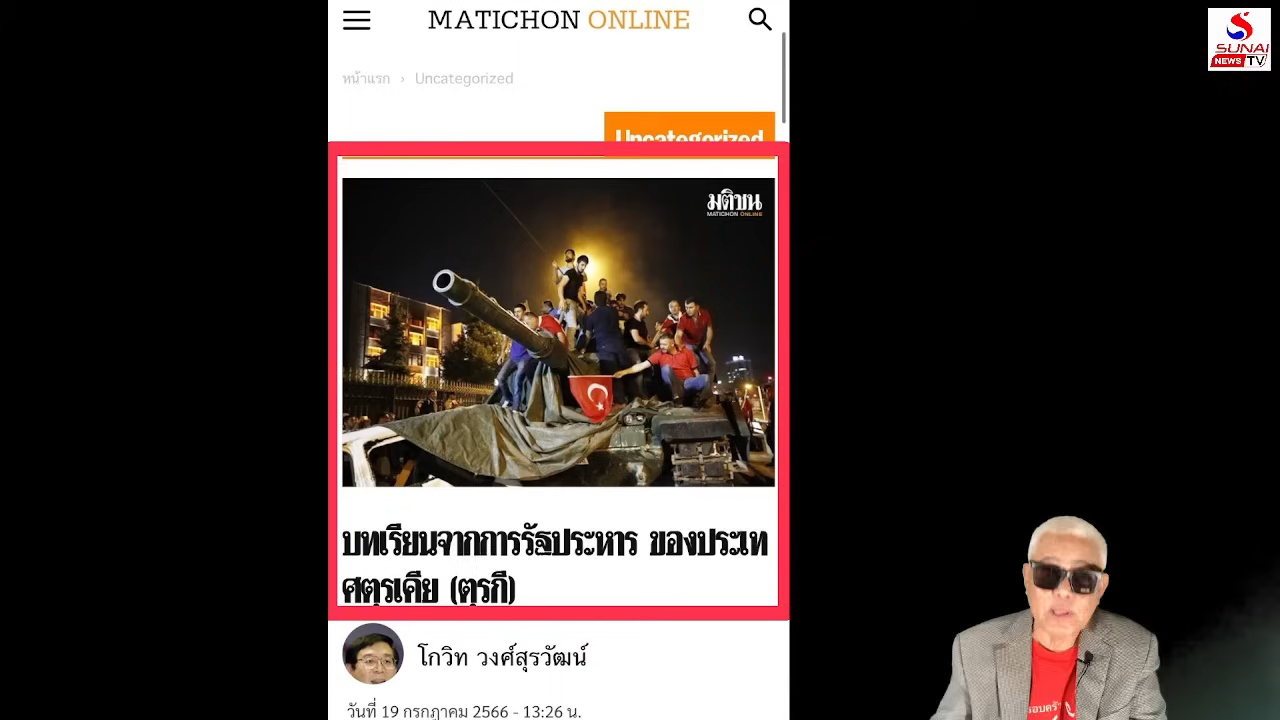 MATICHON ONLINE
SUNAI
NEWS TV
หน้าแรก › Uncategorized
Uncategorized
มติชน
MATICHON ONLINE
บทเรียนจากการรัฐประหาร ของประเท
ศตุรเคีย (ตุรกี)
โกวิท วงศ์สุรวัฒน์
วันที่ 19 กรกฎาคม 2566 - 13:26 น.